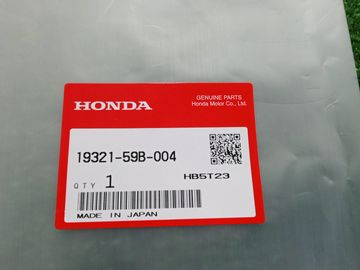 GENUINE PARTS
Honda Motor Co., Ltd.
HONDA
19321-59B-004
HB5T23
QTY 1
MADE IN JAPAN